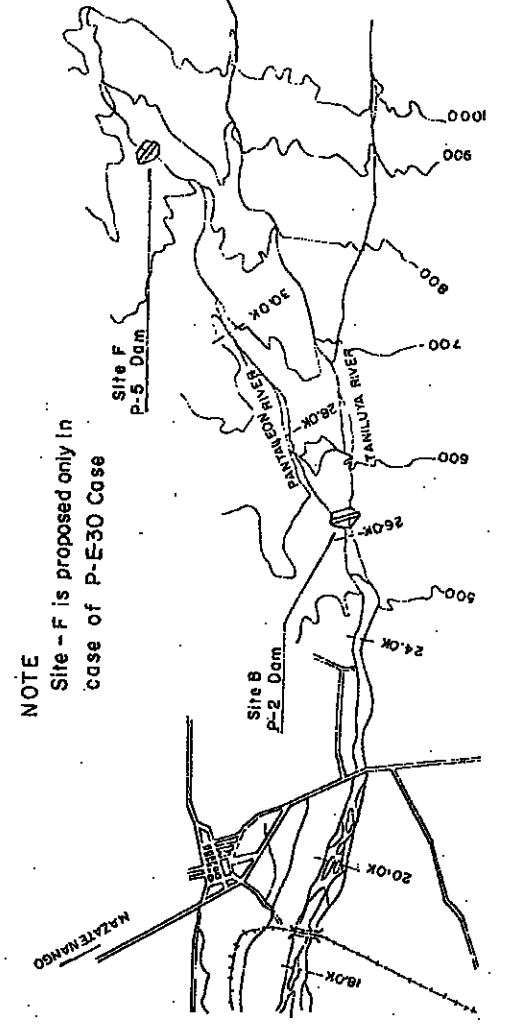 NOTE
Site - F is proposed only in
case of P-E-30 Case
Site F
P-5 Dam
Site B
P-2 Dam
MAZATENANGO
PANTALEON RIVER
TANILUYA RIVER
18.0K
20.0K
24.0K
26.0K
28.0K
30.0K
500
600
700
800
900
1000